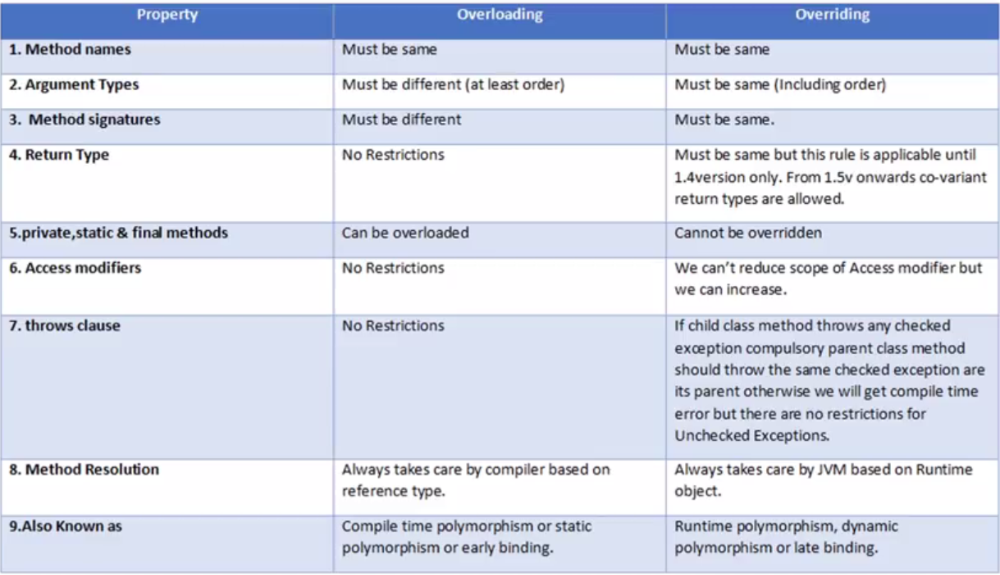 Property Overloading Overriding
1. Method names Must be same Must be same
2. Argument Types Must be different (at least order) Must be same (Including order)
3. Method signatures Must be different Must be same.
4. Return Type No Restrictions Must be same but this rule is applicable until
1.4version only. From 1.5v onwards co-variant
return types are allowed.
5.private,static & final methods Can be overloaded Cannot be overridden
6. Access modifiers No Restrictions We can't reduce scope of Access modifier but
we can increase.
7. throws clause No Restrictions If child class method throws any checked
exception compulsory parent class method
should throw the same checked exception are
its parent otherwise we will get compile time
error but there are no restrictions for
Unchecked Exceptions.
8. Method Resolution Always takes care by compiler based on
reference type.
Always takes care by JVM based on Runtime
object.
9.Also Known as Compile time polymorphism or static
polymorphism or early binding.
Runtime polymorphism, dynamic
polymorphism or late binding.